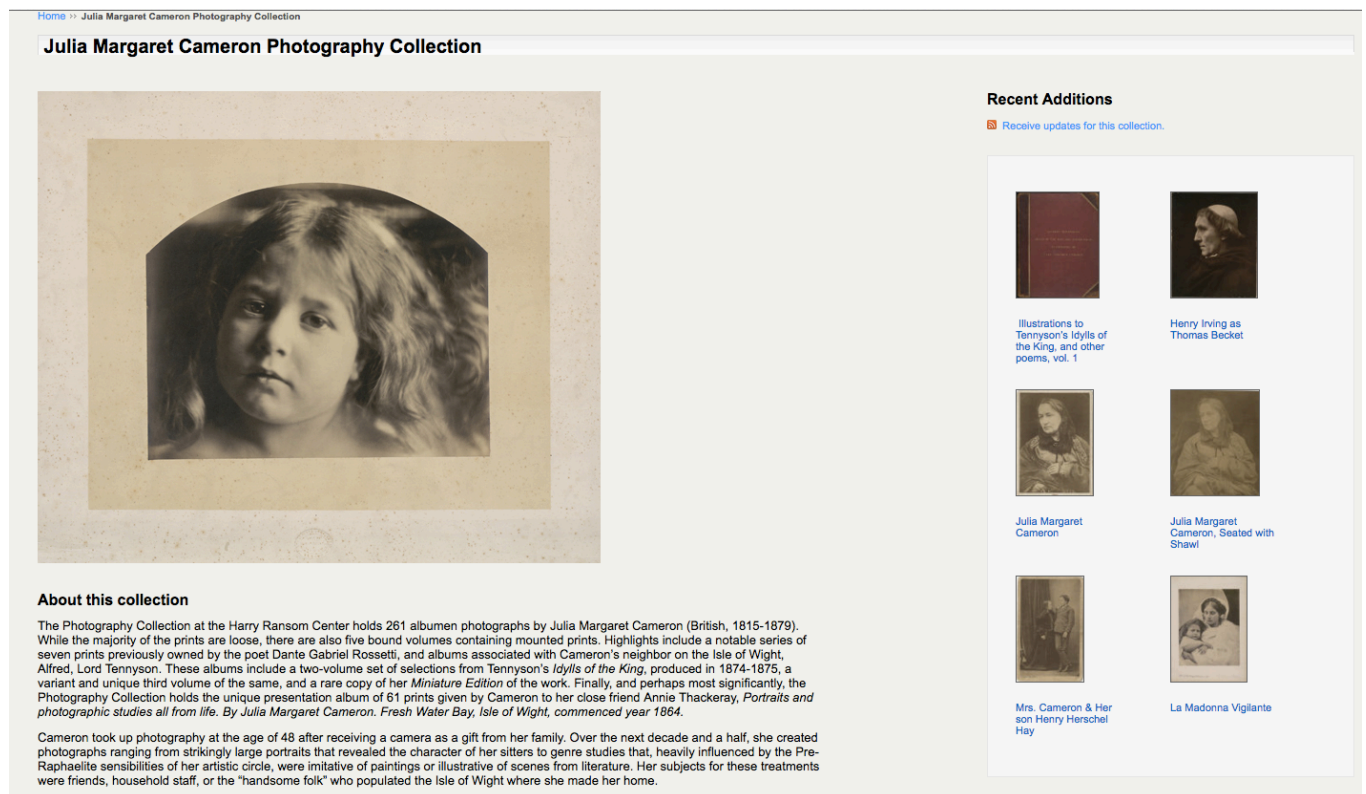 Home ›› Julia Margaret Cameron Photography Collection
Julia Margaret Cameron Photography Collection
About this collection
The Photography Collection at the Harry Ransom Center holds 261 albumen photographs by Julia Margaret Cameron (British, 1815-1879).
While the majority of the prints are loose, there are also five bound volumes containing mounted prints. Highlights include a notable series of
seven prints previously owned by the poet Dante Gabriel Rossetti, and albums associated with Cameron's neighbor on the Isle of Wight,
Alfred, Lord Tennyson. These albums include a two-volume set of selections from Tennyson's Idylls of the King, produced in 1874-1875, a
variant and unique third volume of the same, and a rare copy of her Miniature Edition of the work. Finally, and perhaps most significantly, the
Photography Collection holds the unique presentation album of 61 prints given by Cameron to her close friend Annie Thackeray, Portraits and
photographic studies all from life. By Julia Margaret Cameron. Fresh Water Bay, Isle of Wight, commenced year 1864.
Cameron took up photography at the age of 48 after receiving a camera as a gift from her family. Over the next decade and a half, she created
photographs ranging from strikingly large portraits that revealed the character of her sitters to genre studies that, heavily influenced by the Pre-
Raphaelite sensibilities of her artistic circle, were imitative of paintings or illustrative of scenes from literature. Her subjects for these treatments
were friends, household staff, or the “handsome folk” who populated the Isle of Wight where she made her home.
Recent Additions
Receive updates for this collection.
Illustrations to
Tennyson's Idylls of
the King, and other
poems, vol. 1
Henry Irving as
Thomas Becket
Julia Margaret
Cameron
Julia Margaret
Cameron, Seated with
Shawl
Mrs. Cameron & Her
son Henry Herschel
Hay
La Madonna Vigilante